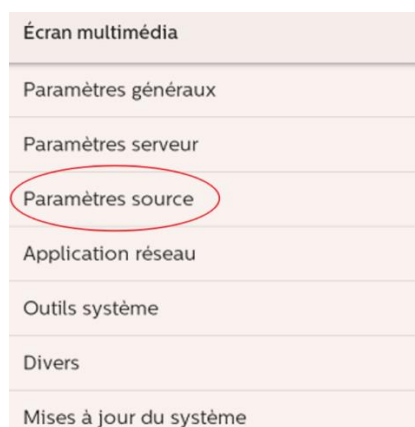 Écran multimédia
Paramètres généraux
Paramètres serveur
Paramètres source
Application réseau
Outils système
Divers
Mises à jour du système